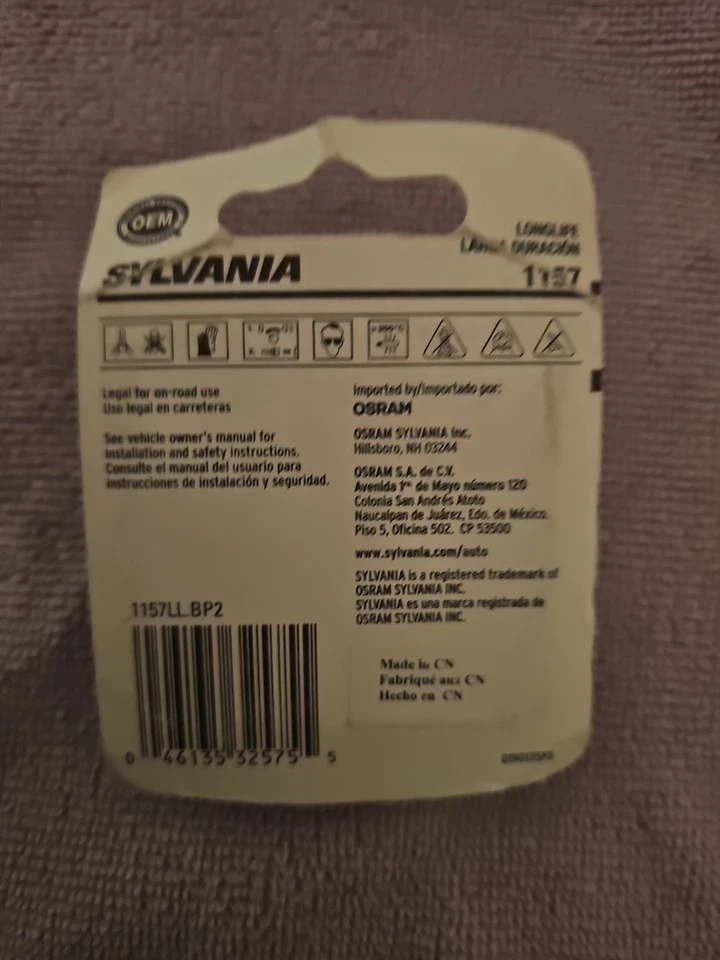 OEM
SYLVANIA
LONGLIFE
LARGA DURACIÓN
1157
Legal for on-road use
Uso legal en carreteras
See vehicle owner's manual for
installation and safety instructions.
Consulte el manual del usuario para
instrucciones de instalación y seguridad.
1157LL.BP2
0 46135 32575 5
Imported by/Importado por:
OSRAM
OSRAM SYLVANIA Inc.
Hillsboro, NH 03244
OSRAM S.A. de C.V.
Avenida 1ro de Mayo número 120
Colonia San Andrés Atoto
Naucalpan de Juárez, Edo. de México.
Piso 5, Oficina 502. CP 53500
www.sylvania.com/auto
SYLVANIA is a registered trademark of
OSRAM SYLVANIA INC.
SYLVANIA es una marca registrada de
OSRAM SYLVANIA INC.
Made in CN
Fabriqué aux CN
Hecho en CN